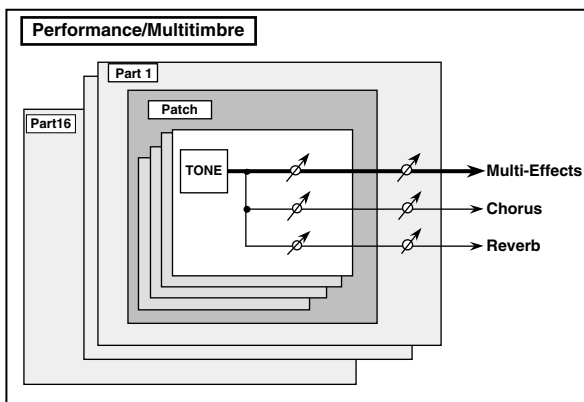 Performance/Multitimbre
Part 1
Patch
Part16
TONE
Multi-Effects
Chorus
Reverb